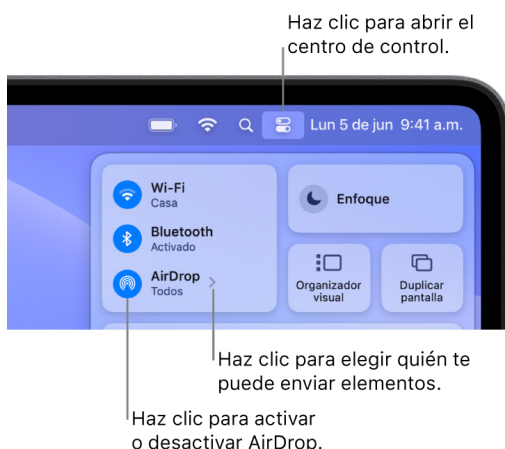 Haz clic para abrir el
centro de control.
Lun 5 de jun 9:41 a.m.
Wi-Fi
Casa
Enfoque
Bluetooth
Activado
AirDrop
Todos
Organizador
visual
Duplicar
pantalla
Haz clic para elegir quién te
puede enviar elementos.
Haz clic para activar
o desactivar AirDrop.